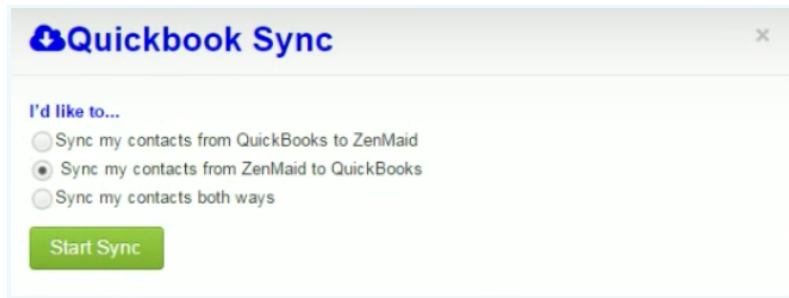 Quickbook Sync
I'd like to...
Sync my contacts from QuickBooks to ZenMaid
Sync my contacts from ZenMaid to QuickBooks
Sync my contacts both ways
Start Sync